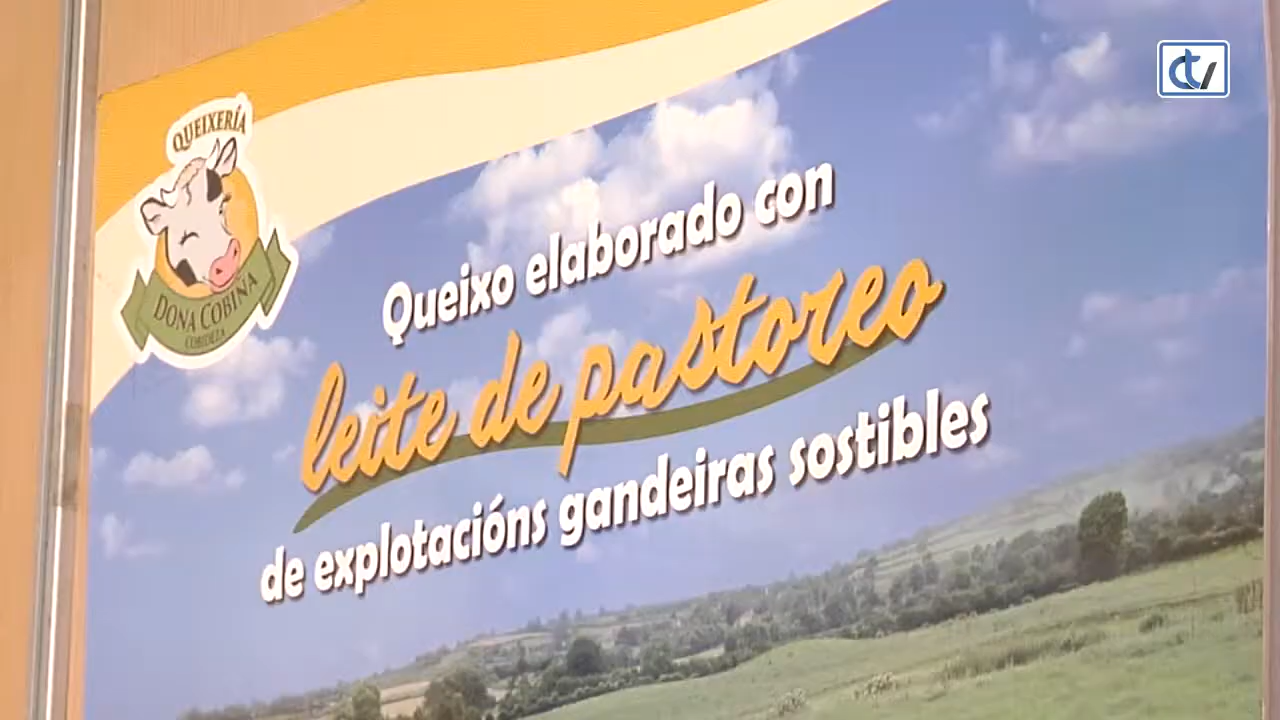 QUEIXERÍA
DONA COBIÑA
Queixo elaborado con
leite de pastoreo
de explotacións gandeiras sostibles